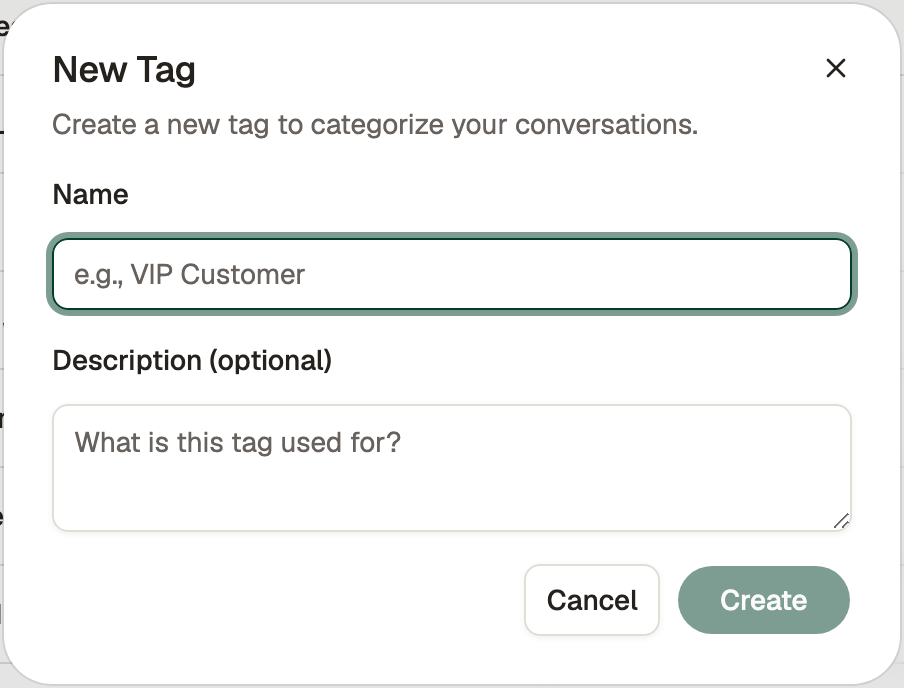 New Tag
Create a new tag to categorize your conversations.
Name
e.g., VIP Customer
Description (optional)
What is this tag used for?
Cancel
Create